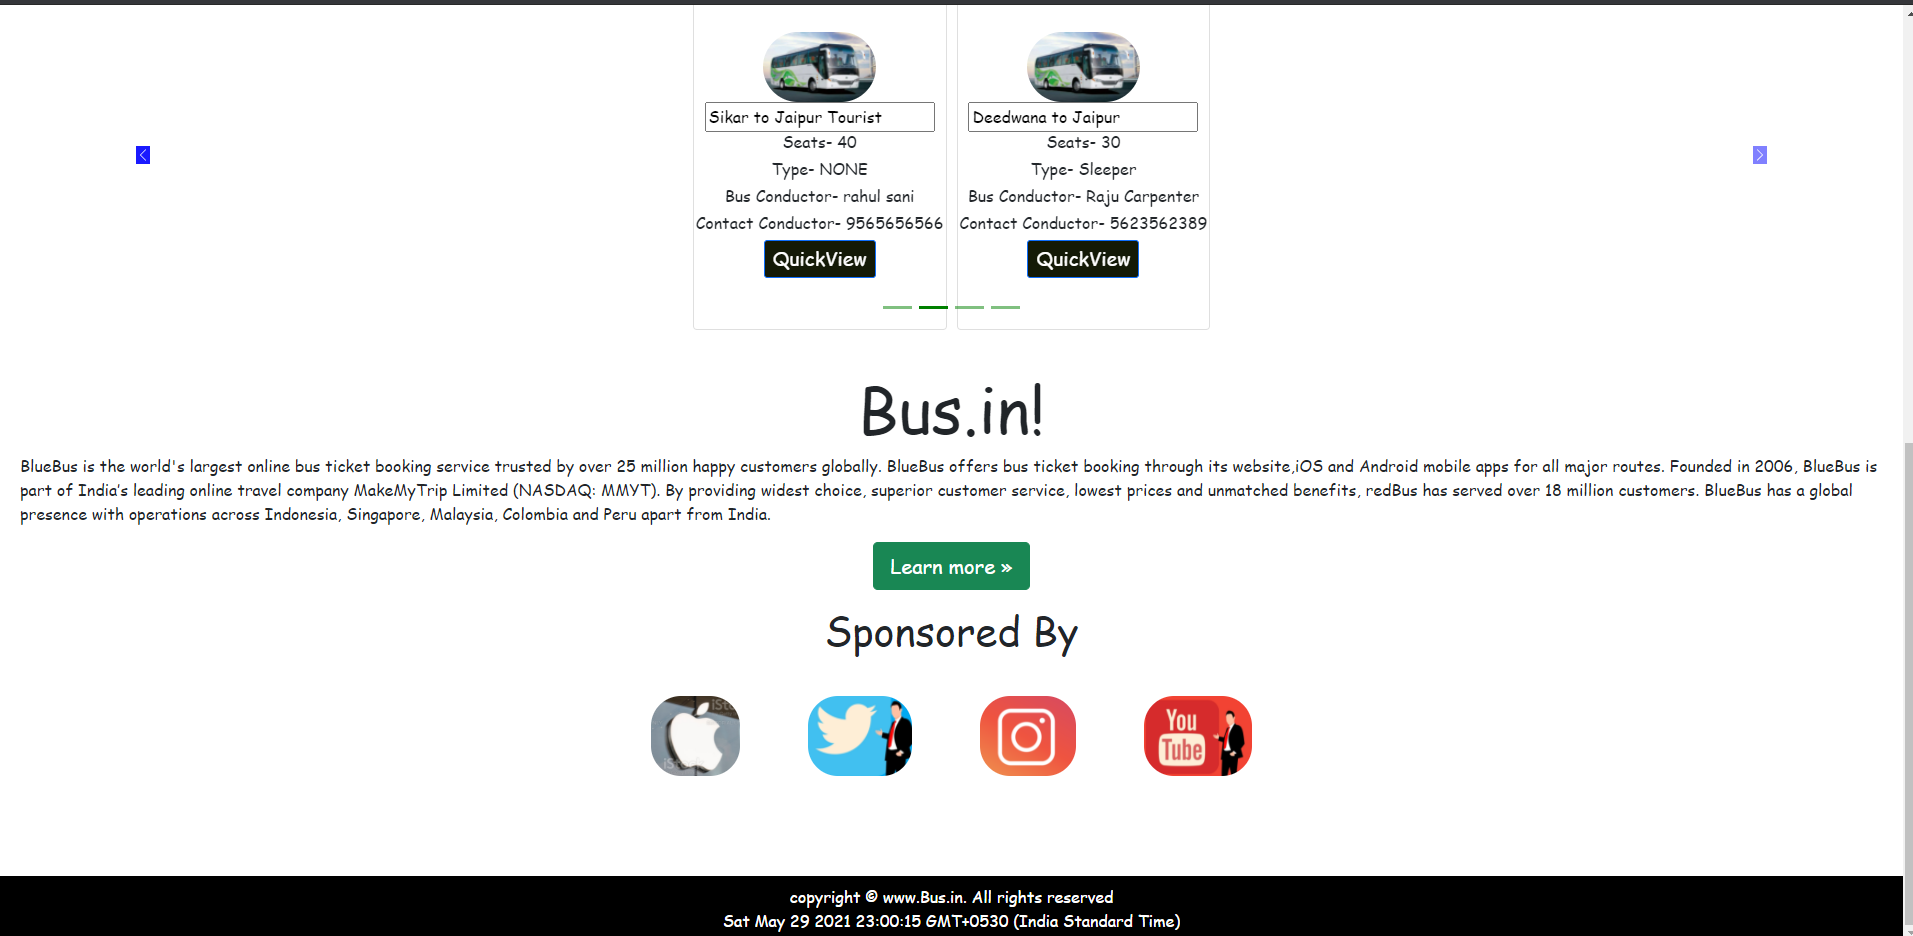 Sikar to Jaipur Tourist
Seats- 40
Type- NONE
Bus Conductor- rahul sani
Contact Conductor- 9565656566
QuickView
Deedwana to Jaipur
Seats- 30
Type- Sleeper
Bus Conductor- Raju Carpenter
Contact Conductor- 5623562389
QuickView
Bus.in!
BlueBus is the world's largest online bus ticket booking service trusted by over 25 million happy customers globally. BlueBus offers bus ticket booking through its website,iOS and Android mobile apps for all major routes. Founded in 2006, BlueBus is
part of India’s leading online travel company MakeMyTrip Limited (NASDAQ: MMYT). By providing widest choice, superior customer service, lowest prices and unmatched benefits, redBus has served over 18 million customers. BlueBus has a global
presence with operations across Indonesia, Singapore, Malaysia, Colombia and Peru apart from India.
Learn more »
Sponsored By
You
Tube
copyright © www.Bus.in. All rights reserved
Sat May 29 2021 23:00:15 GMT+0530 (India Standard Time)